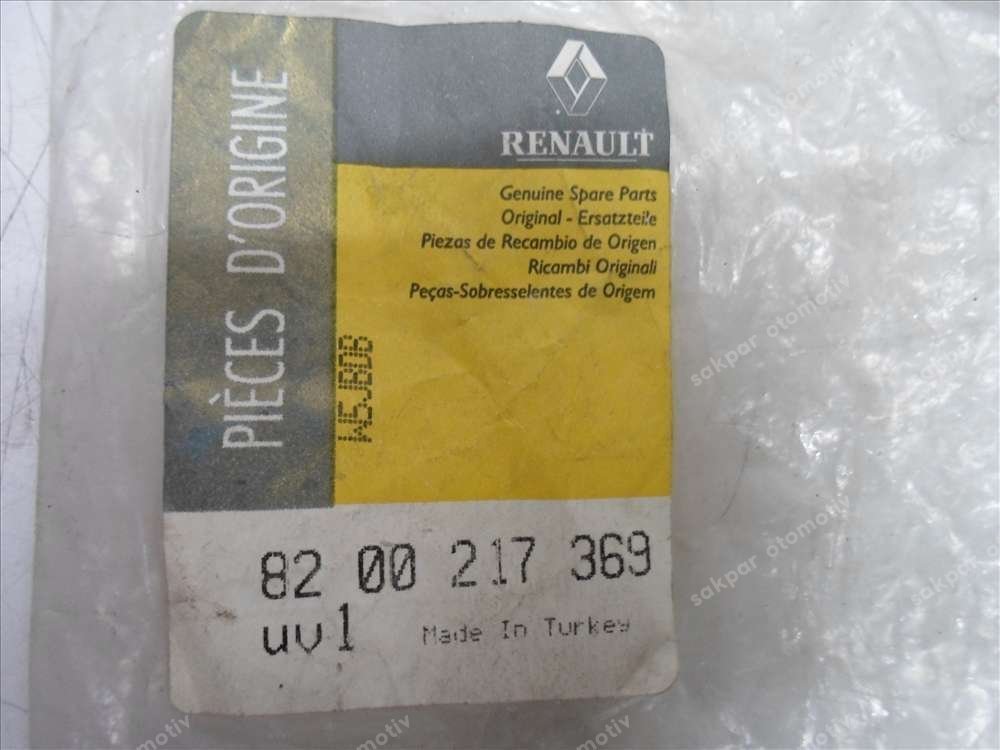 PIÈCES D'ORIGINE
RENAULT
Genuine Spare Parts
Original - Ersatzteile
Piezas de Recambio de Origen
Ricambi Originali
Peças-Sobresselentes de Origem
82 00 217 369
uv1
Made In Turkey
sakpar otomotiv
sakpar otomotiv
sakpar otomotiv